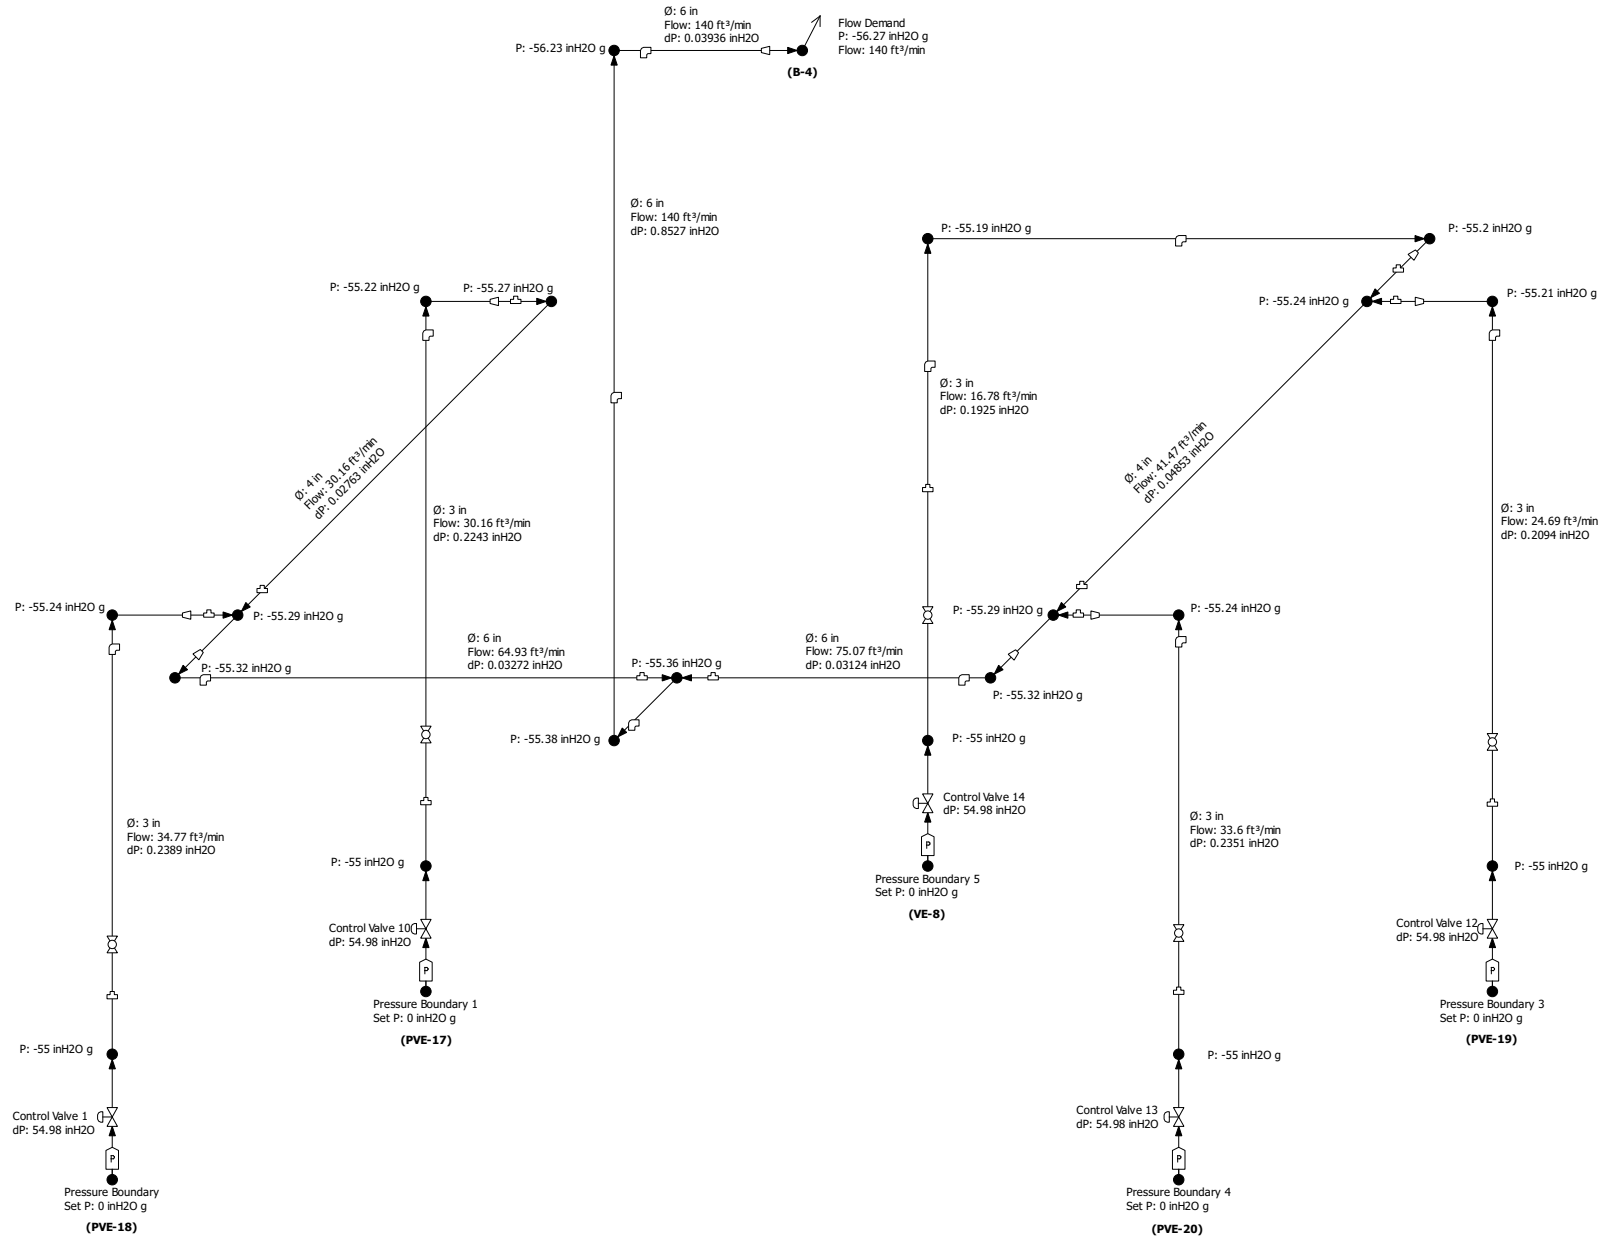 Ø: 6 in
Flow: 140 ft³/min
dP: 0.03936 inH2O
Flow Demand
P: -56.27 inH2O g
Flow: 140 ft³/min
P: -56.23 inH2O g
(B-4)
Ø: 6 in
Flow: 140 ft³/min
dP: 0.8527 inH2O
P: -55.19 inH2O g
P: -55.2 inH2O g
P: -55.22 inH2O g
P: -55.27 inH2O g
P: -55.24 inH2O g
P: -55.21 inH2O g
Ø: 3 in
Flow: 16.78 ft³/min
dP: 0.1925 inH2O
Ø: 4 in
Flow: 30.16 ft³/min
dP: 0.02763 inH2O
Ø: 4 in
Flow: 41.47 ft³/min
dP: 0.04853 inH2O
Ø: 3 in
Flow: 30.16 ft³/min
dP: 0.2243 inH2O
Ø: 3 in
Flow: 24.69 ft³/min
dP: 0.2094 inH2O
P: -55.24 inH2O g
P: -55.29 inH2O g
P: -55.29 inH2O g
P: -55.24 inH2O g
Ø: 6 in
Flow: 64.93 ft³/min
dP: 0.03272 inH2O
Ø: 6 in
Flow: 75.07 ft³/min
dP: 0.03124 inH2O
P: -55.32 inH2O g
P: -55.36 inH2O g
P: -55.32 inH2O g
P: -55.38 inH2O g
P: -55 inH2O g
Control Valve 14
dP: 54.98 inH2O
Ø: 3 in
Flow: 34.77 ft³/min
dP: 0.2389 inH2O
Ø: 3 in
Flow: 33.6 ft³/min
dP: 0.2351 inH2O
P
P: -55 inH2O g
P: -55 inH2O g
Pressure Boundary 5
Set P: 0 inH2O g
(VE-8)
Control Valve 10
dP: 54.98 inH2O
Control Valve 12
dP: 54.98 inH2O
P
P
Pressure Boundary 1
Set P: 0 inH2O g
(PVE-17)
Pressure Boundary 3
Set P: 0 inH2O g
(PVE-19)
P: -55 inH2O g
P: -55 inH2O g
Control Valve 1
dP: 54.98 inH2O
Control Valve 13
dP: 54.98 inH2O
P
P
Pressure Boundary
Set P: 0 inH2O g
(PVE-18)
Pressure Boundary 4
Set P: 0 inH2O g
(PVE-20)